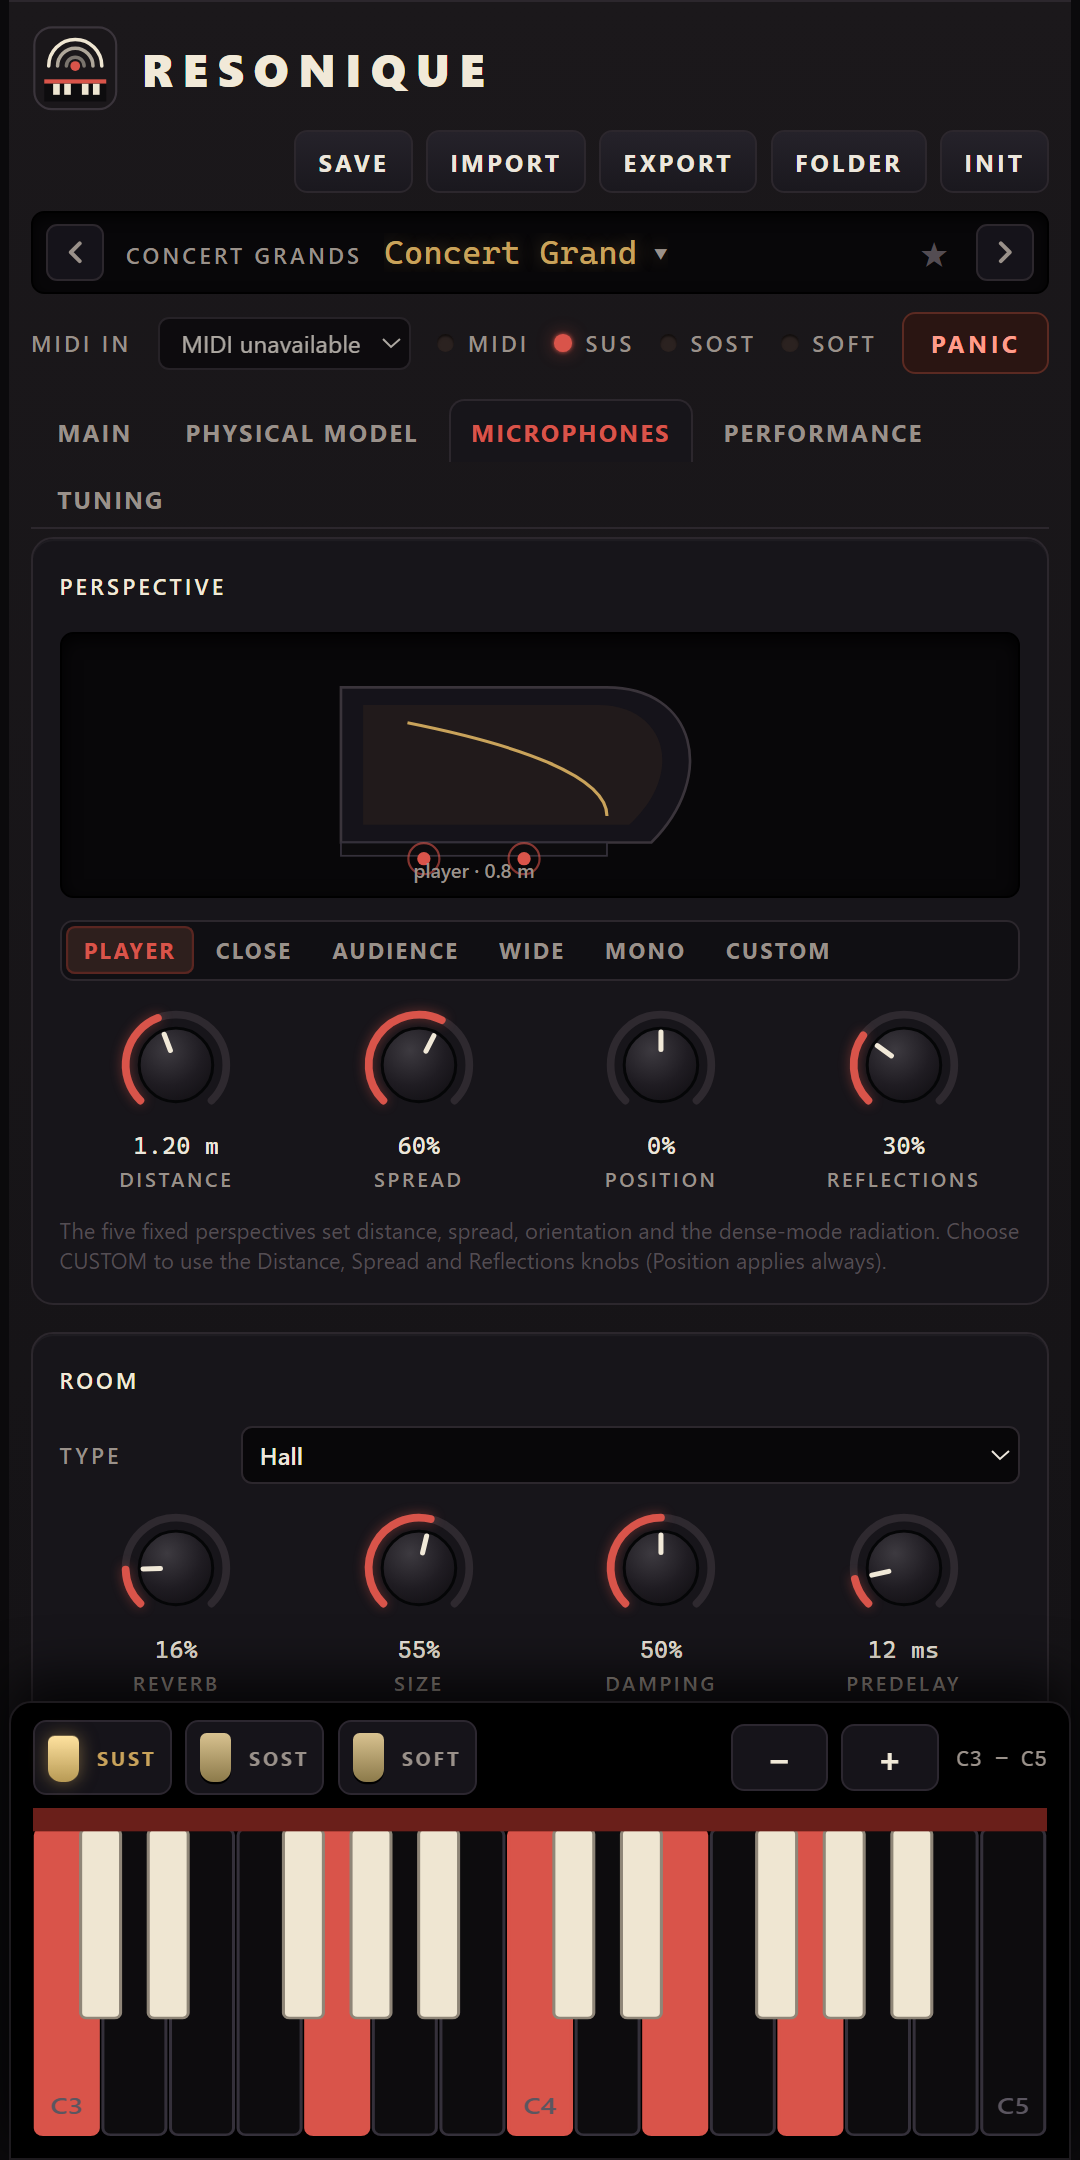 RESONIQUE
SAVE IMPORT EXPORT FOLDER INIT
CONCERT GRANDS Concert Grand ▾ ★
MIDI IN MIDI unavailable MIDI SUS SOST SOFT PANIC
MAIN PHYSICAL MODEL MICROPHONES PERFORMANCE
TUNING
PERSPECTIVE
player · 0.8 m
PLAYER CLOSE AUDIENCE WIDE MONO CUSTOM
1.20 m 60% 0% 30%
DISTANCE SPREAD POSITION REFLECTIONS
The five fixed perspectives set distance, spread, orientation and the dense-mode radiation. Choose
CUSTOM to use the Distance, Spread and Reflections knobs (Position applies always).
ROOM
TYPE Hall
16% 55% 50% 12 ms
REVERB SIZE DAMPING PREDELAY
SUST SOST SOFT − + C3 – C5
C3 C4 C5